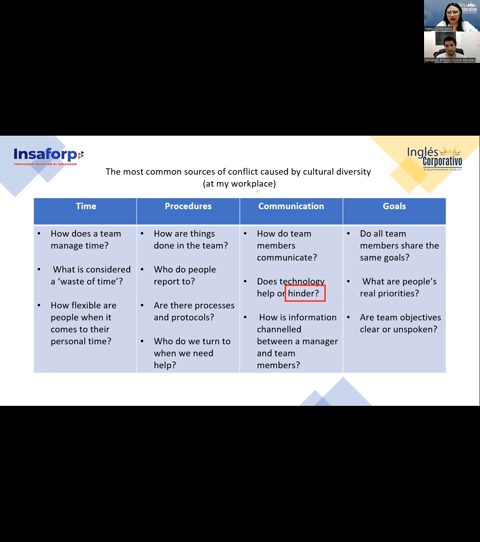 Insaforp
Inglés
Corporativo
The most common sources of conflict caused by cultural diversity
(at my workplace)
Time
Procedures
Communication
Goals
• How does a team
manage time?
• What is considered
a ‘waste of time’?
• How flexible are
people when it
comes to their
personal time?
• How are things
done in the team?
• Who do people
report to?
• Are there processes
and protocols?
• Who do we turn to
when we need
help?
• How do team
members
communicate?
• Does technology
help or hinder?
• How is information
channelled
between a manager
and team
members?
• Do all team
members share the
same goals?
• What are people’s
real priorities?
• Are team objectives
clear or unspoken?